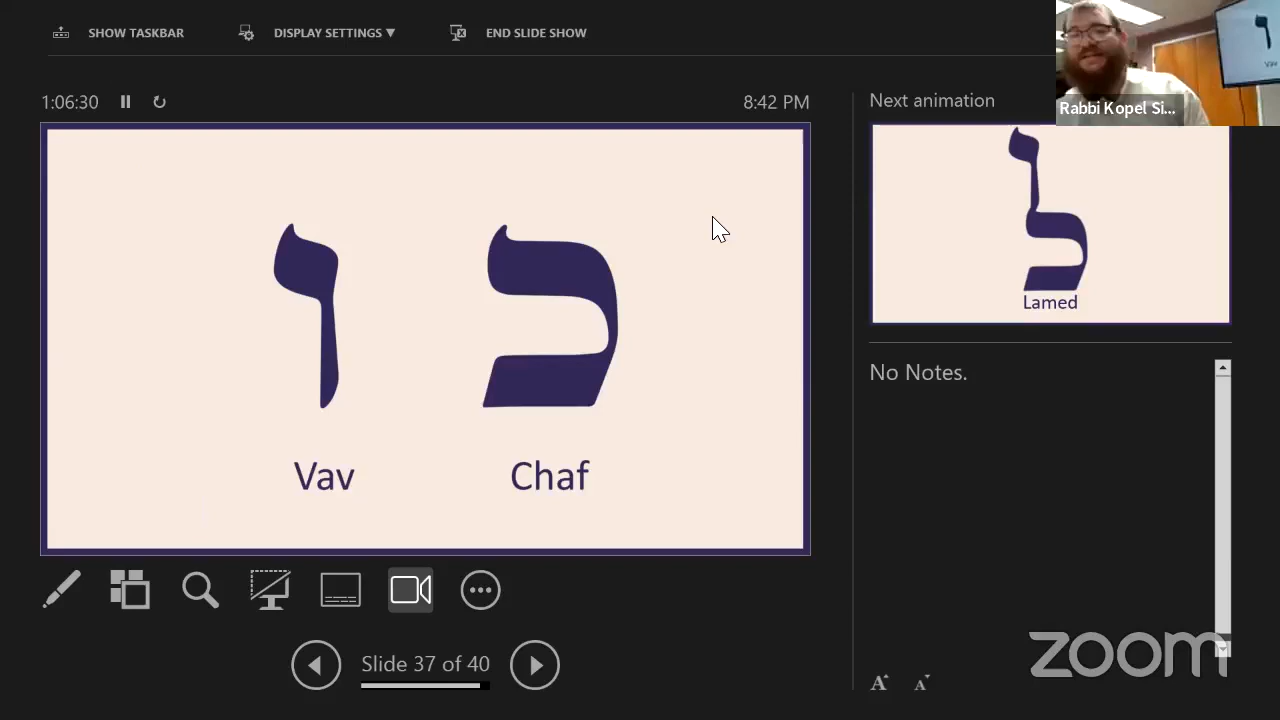 SHOW TASKBAR
DISPLAY SETTINGS ▼
END SLIDE SHOW
Rabbi Kopel Si...
1:06:30
8:42 PM
Next animation
ו
כ
Vav
Chaf
Lamed
No Notes.
Slide 37 of 40
A A
zoom
Vav